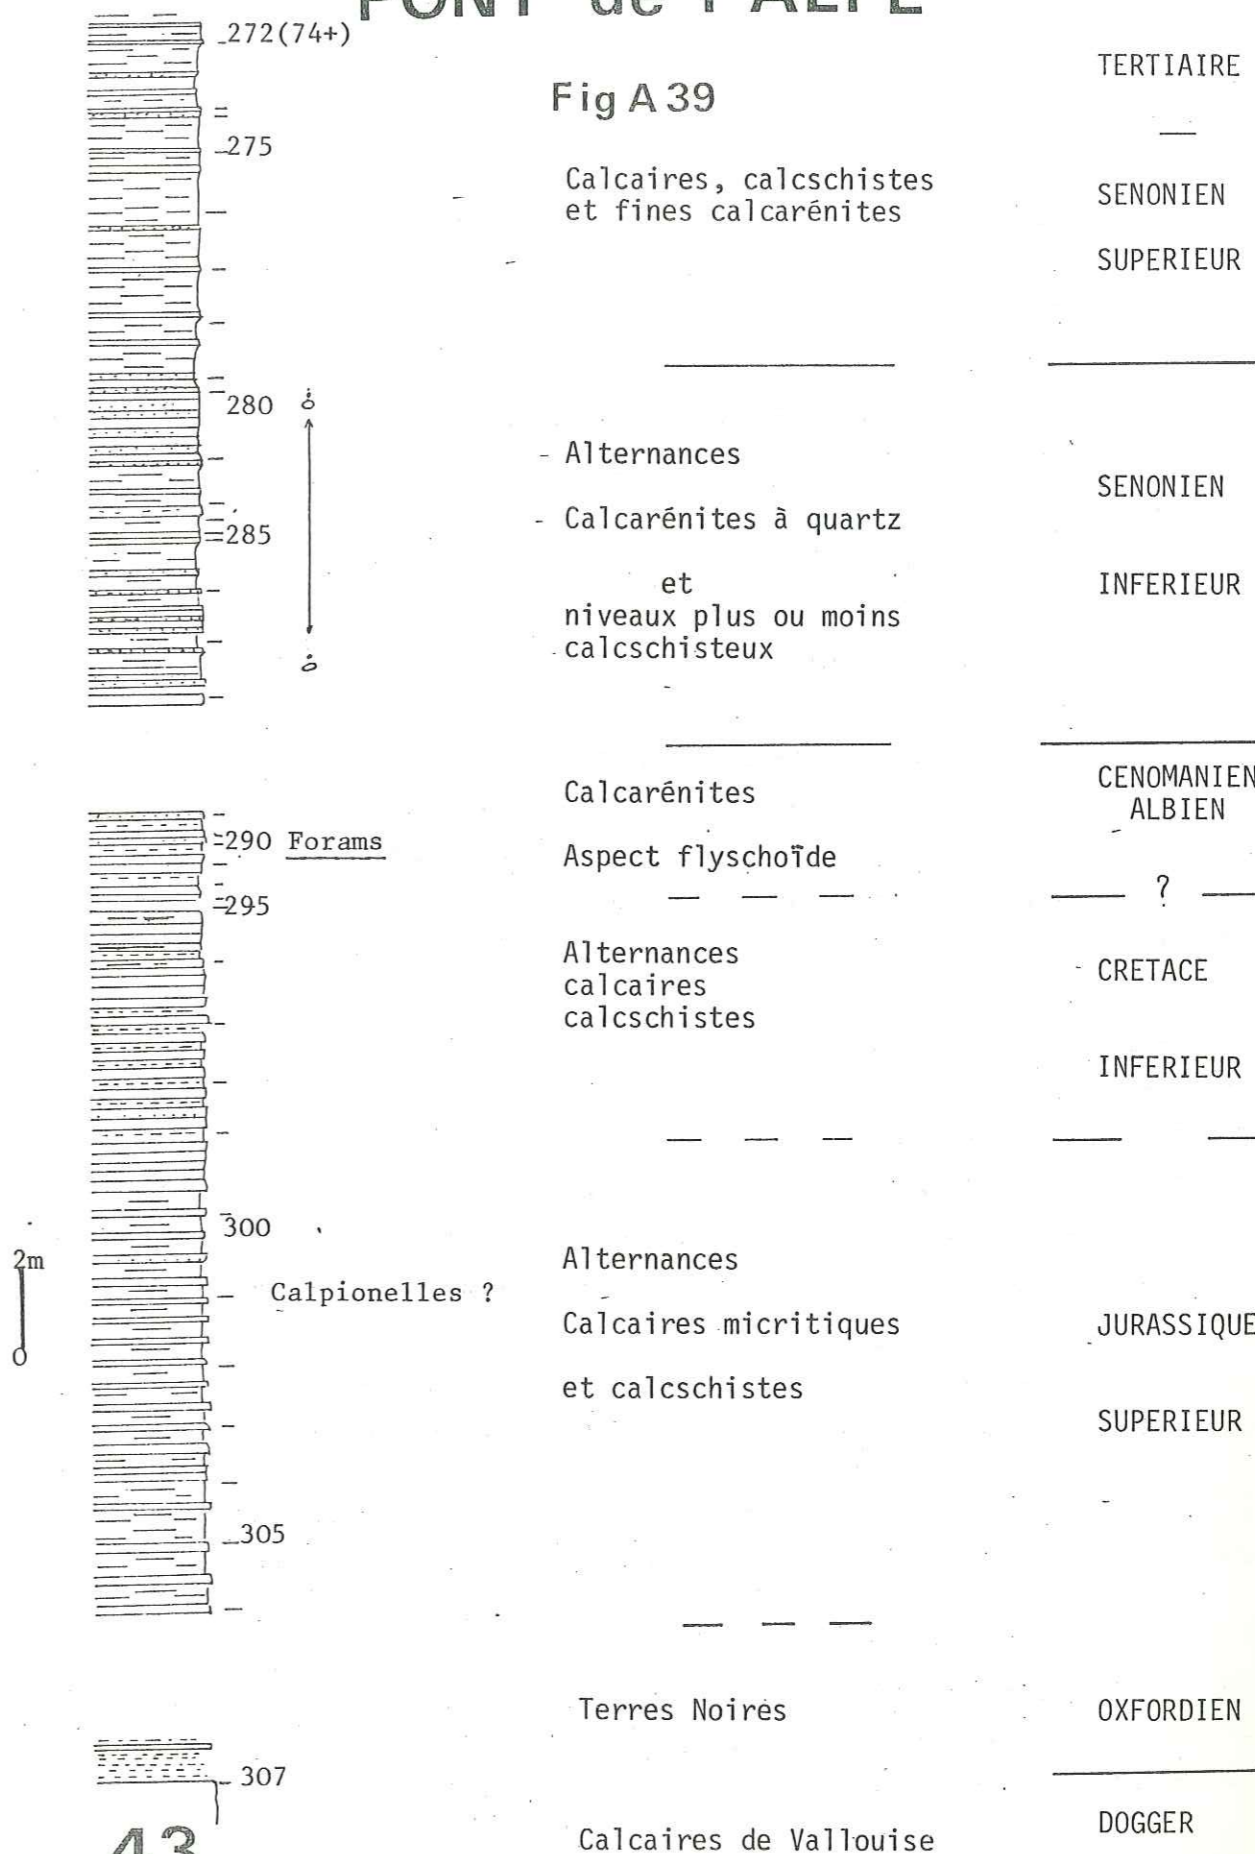 PONT de l'ALPE
272(74+)
TERTIAIRE
Fig A 39
275
Calcaires, calcschistes
et fines calcarénites
SENONIEN
SUPERIEUR
280
- Alternances
SENONIEN
- Calcarénites à quartz
285
et
INFERIEUR
niveaux plus ou moins
calcschisteux
Calcarénites
CENOMANIEN
ALBIEN
290 Forams
Aspect flyschoïde
?
295
Alternances
calcaires
calcschistes
CRETACE
INFERIEUR
300
2m
Alternances
Calpionelles ?
Calcaires micritiques
JURASSIQUE
0
et calcschistes
SUPERIEUR
305
Terres Noires
OXFORDIEN
307
DOGGER
43
Calcaires de Vallouise